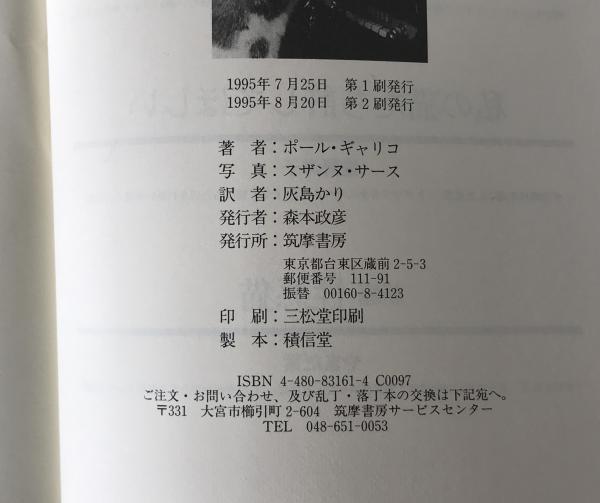 1995年7月25日 第1刷発行
1995年8月20日 第2刷発行
著 者：ポール・ギャリコ
写 真：スザンヌ・サース
訳 者：灰島かり
発行者：森本政彦
発行所：筑摩書房
東京都台東区蔵前2-5-3
郵便番号 111-91
振替 00160-8-4123
印 刷：三松堂印刷
製 本：積信堂
ISBN 4-480-83161-4 C0097
ご注文・お問い合わせ、及び乱丁・落丁本の交換は下記宛へ。
〒331 大宮市櫛引町2-604 筑摩書房サービスセンター
TEL 048-651-0053